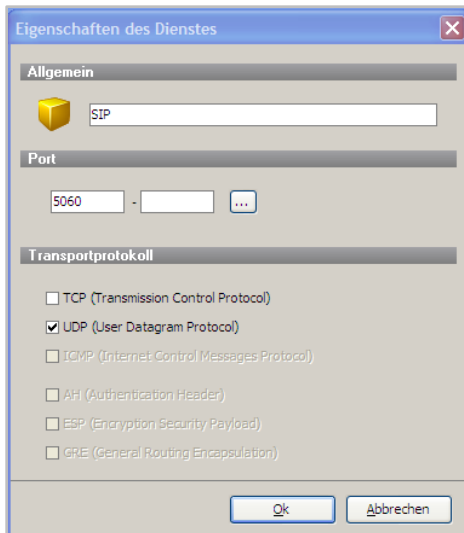 Eigenschaften des Dienstes
Allgemein
SIP
Port
5060 - ...
Transportprotokoll
TCP (Transmission Control Protocol)
UDP (User Datagram Protocol)
ICMP (Internet Control Messages Protocol)
AH (Authentication Header)
ESP (Encryption Security Payload)
GRE (General Routing Encapsulation)
Ok Abbrechen